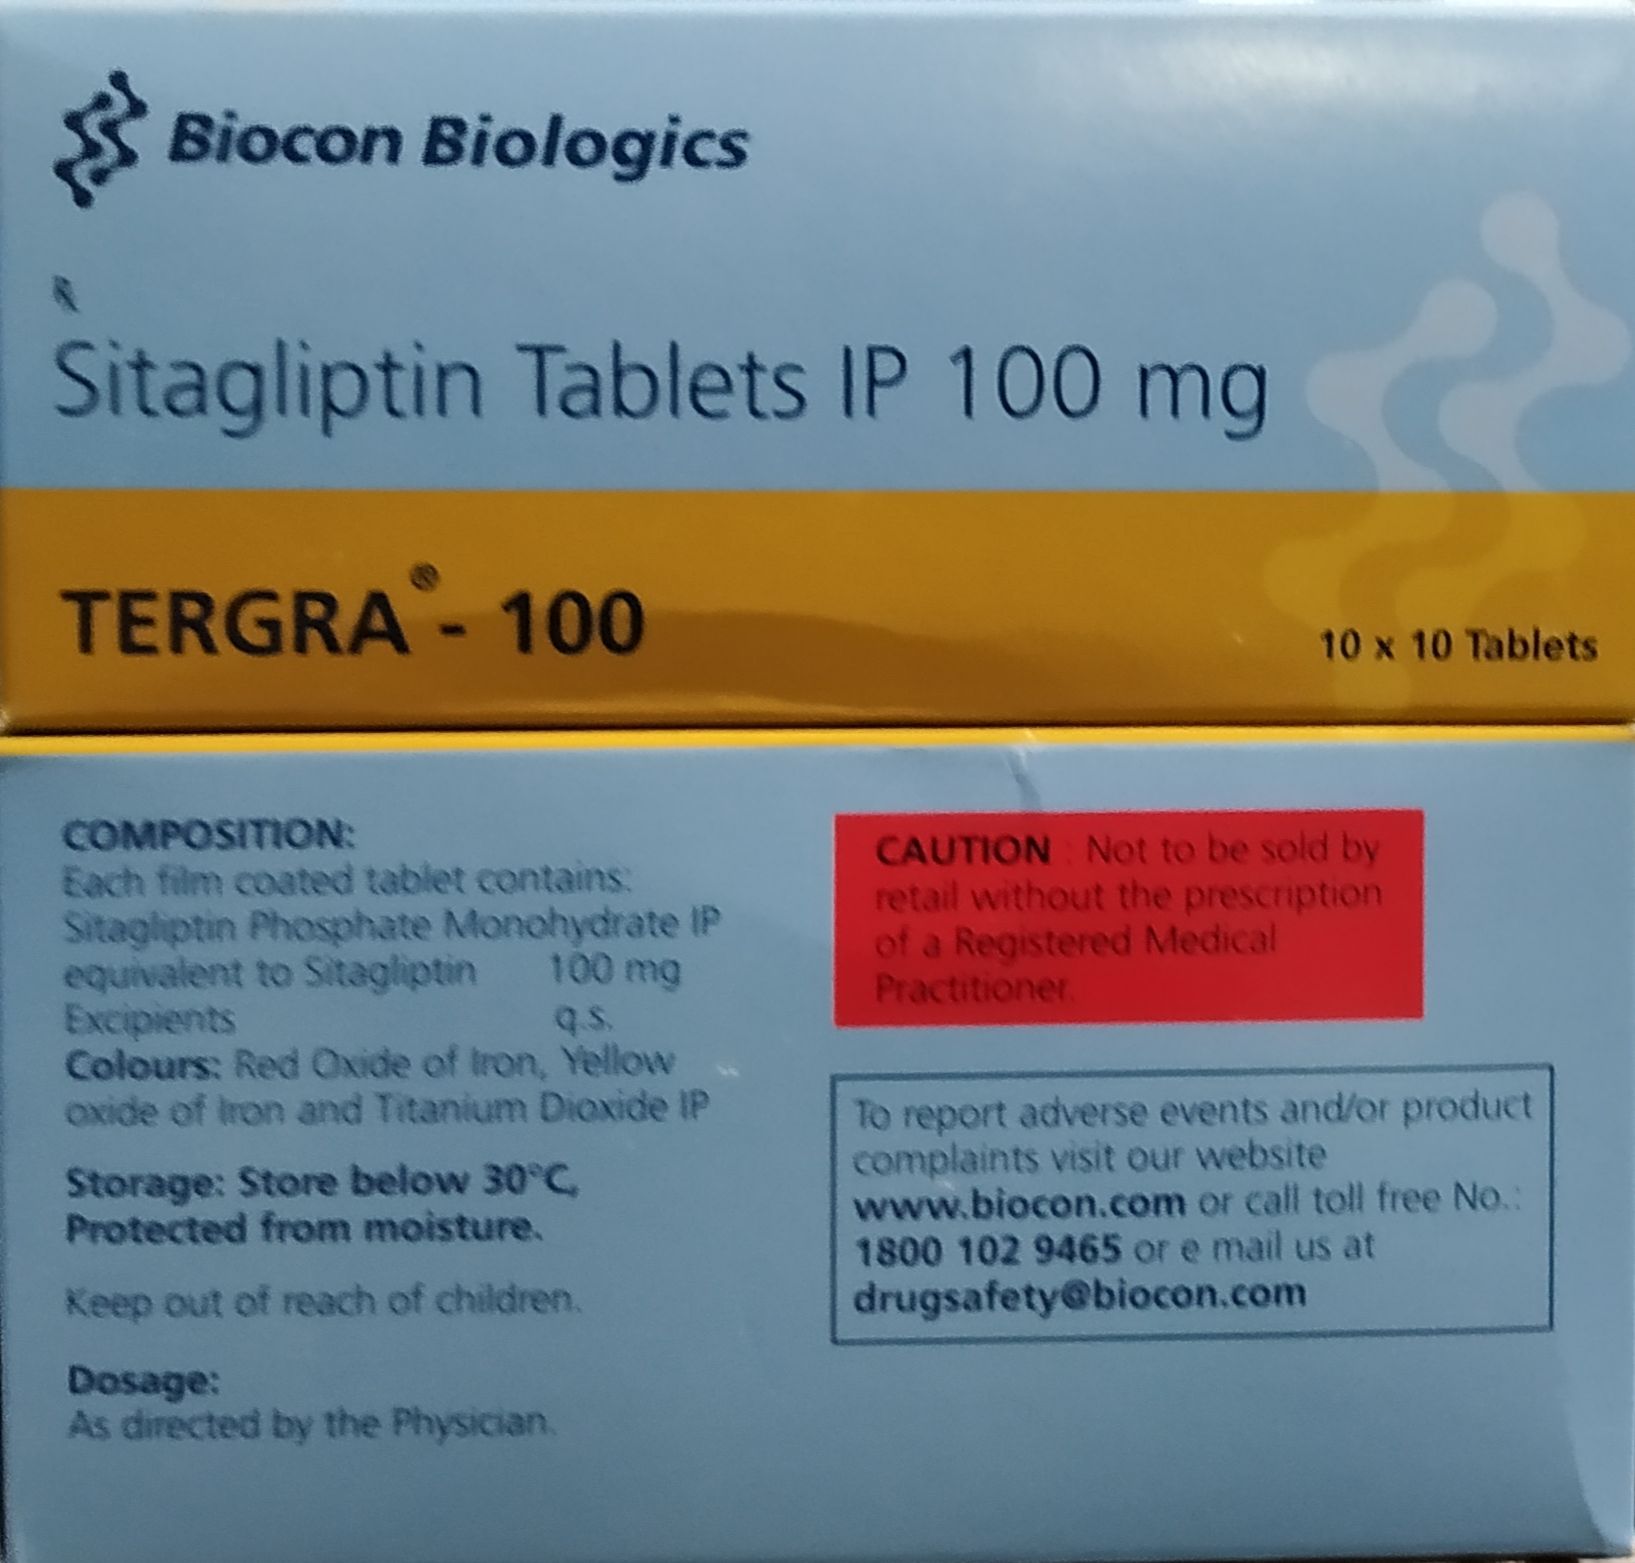 Biocon Biologics
℞
Sitagliptin Tablets IP 100 mg
TERGRA® - 100
10 x 10 Tablets
COMPOSITION:
Each film coated tablet contains:
Sitagliptin Phosphate Monohydrate IP
equivalent to Sitagliptin 100 mg
Excipients q.s.
Colours: Red Oxide of Iron, Yellow
oxide of Iron and Titanium Dioxide IP
Storage: Store below 30°C,
Protected from moisture.
Keep out of reach of children.
Dosage:
As directed by the Physician.
CAUTION : Not to be sold by
retail without the prescription
of a Registered Medical
Practitioner.
To report adverse events and/or product
complaints visit our website
www.biocon.com or call toll free No.:
1800 102 9465 or e mail us at
drugsafety@biocon.com